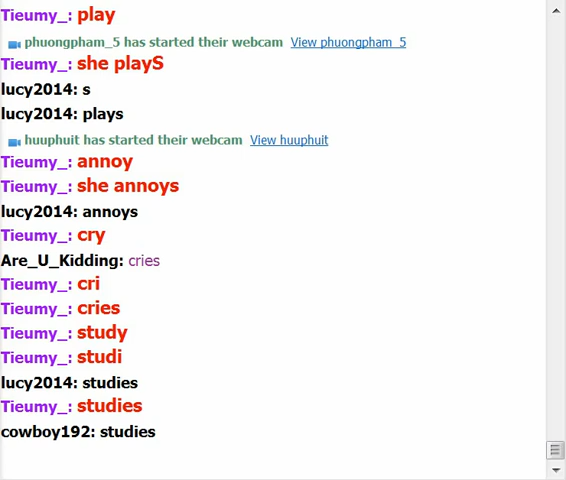 Tieumy_: play
phuongpham_5 has started their webcam View phuongpham_5
Tieumy_: she playS
lucy2014: s
lucy2014: plays
huuphuit has started their webcam View huuphuit
Tieumy_: annoy
Tieumy_: she annoys
lucy2014: annoys
Tieumy_: cry
Are_U_Kidding: cries
Tieumy_: cri
Tieumy_: cries
Tieumy_: study
Tieumy_: studi
lucy2014: studies
Tieumy_: studies
cowboy192: studies